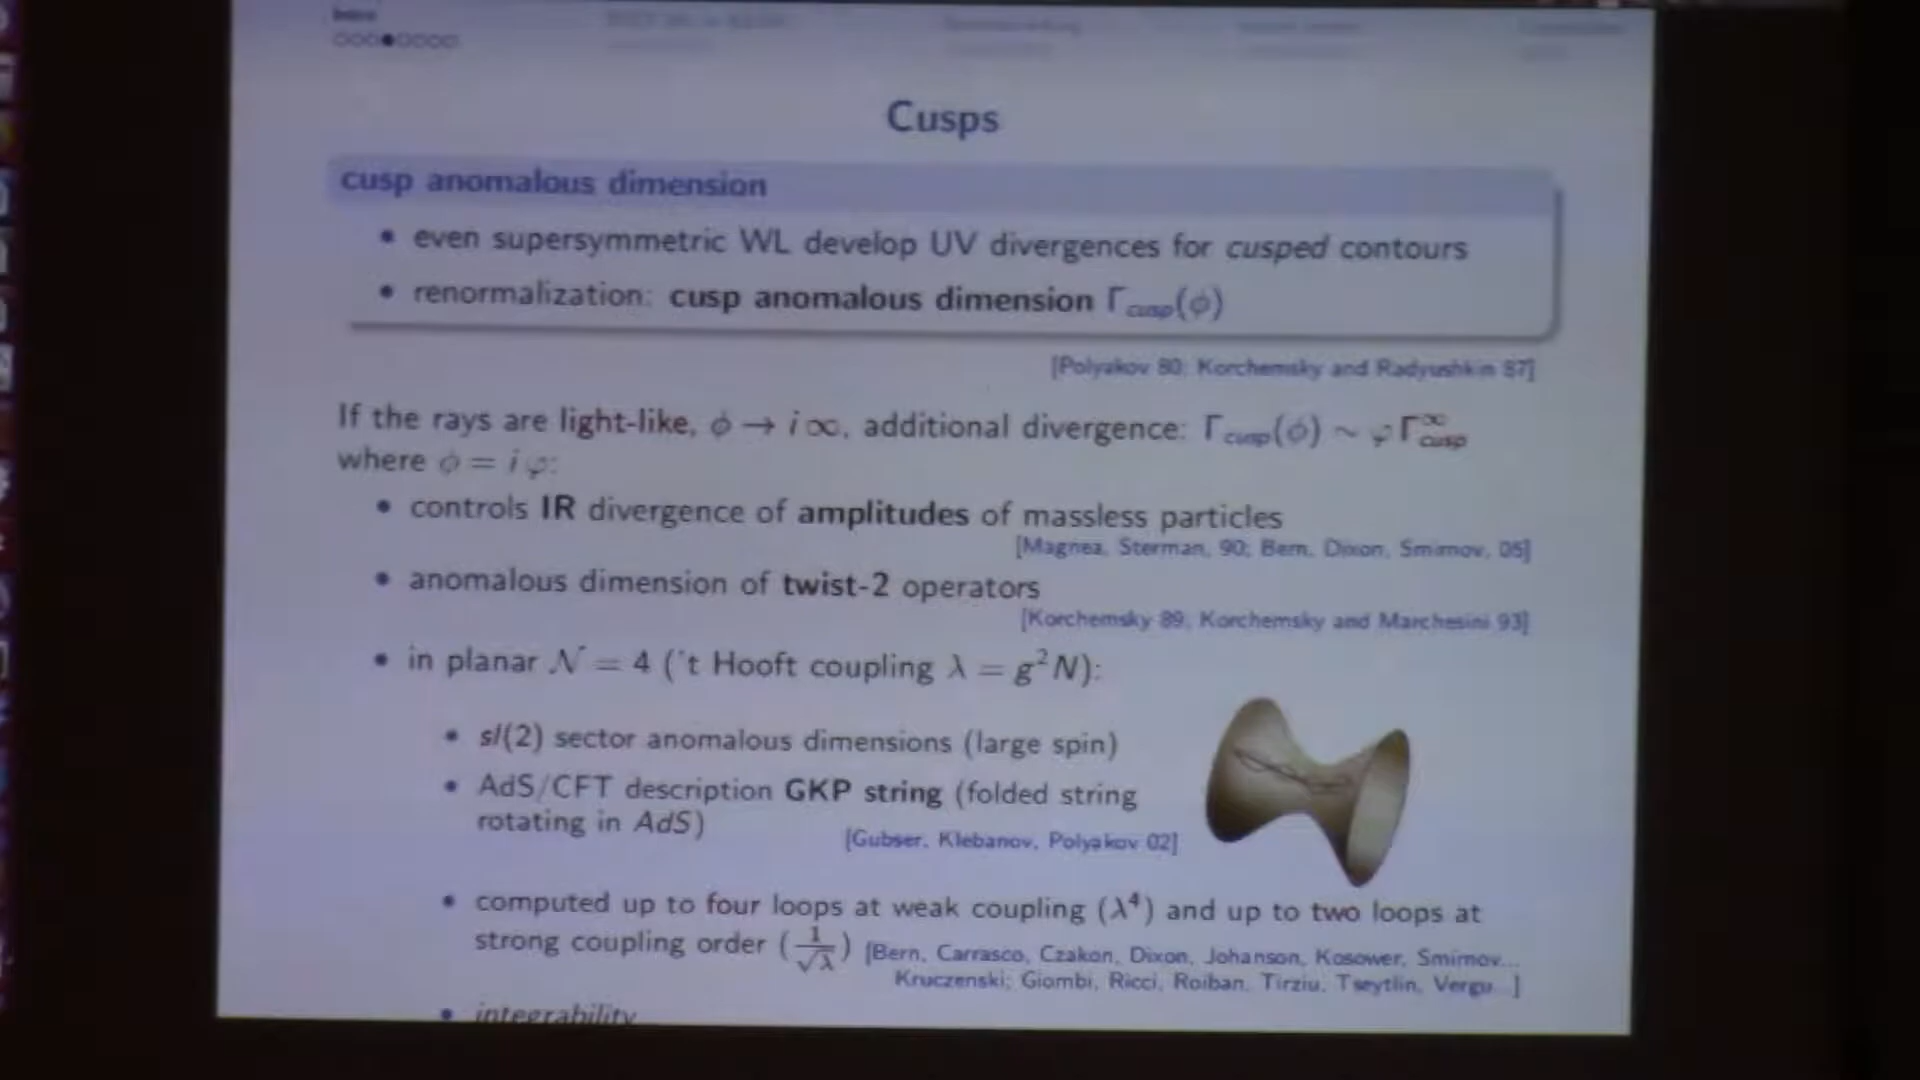 Intro
Cusps
cusp anomalous dimension
• even supersymmetric WL develop UV divergences for cusped contours
• renormalization: cusp anomalous dimension Γcusp(ϕ)
[Polyakov 80; Korchemsky and Radyushkin 87]
If the rays are light-like, ϕ → i∞, additional divergence: Γcusp(ϕ) ∼ φ Γ∞cusp
where ϕ = i φ:
• controls IR divergence of amplitudes of massless particles
[Magnea, Sterman, 90; Bern, Dixon, Smirnov, 05]
• anomalous dimension of twist-2 operators
[Korchemsky 89, Korchemsky and Marchesini 93]
• in planar N = 4 ('t Hooft coupling λ = g²N):
• sl(2) sector anomalous dimensions (large spin)
• AdS/CFT description GKP string (folded string
rotating in AdS)
[Gubser, Klebanov, Polyakov 02]
• computed up to four loops at weak coupling (λ⁴) and up to two loops at
strong coupling order (1/√λ) [Bern, Carrasco, Czakon, Dixon, Johanson, Kosower, Smirnov...
Kruczenski; Giombi, Ricci, Roiban, Tirziu, Tseytlin, Vergu...]
• integrability